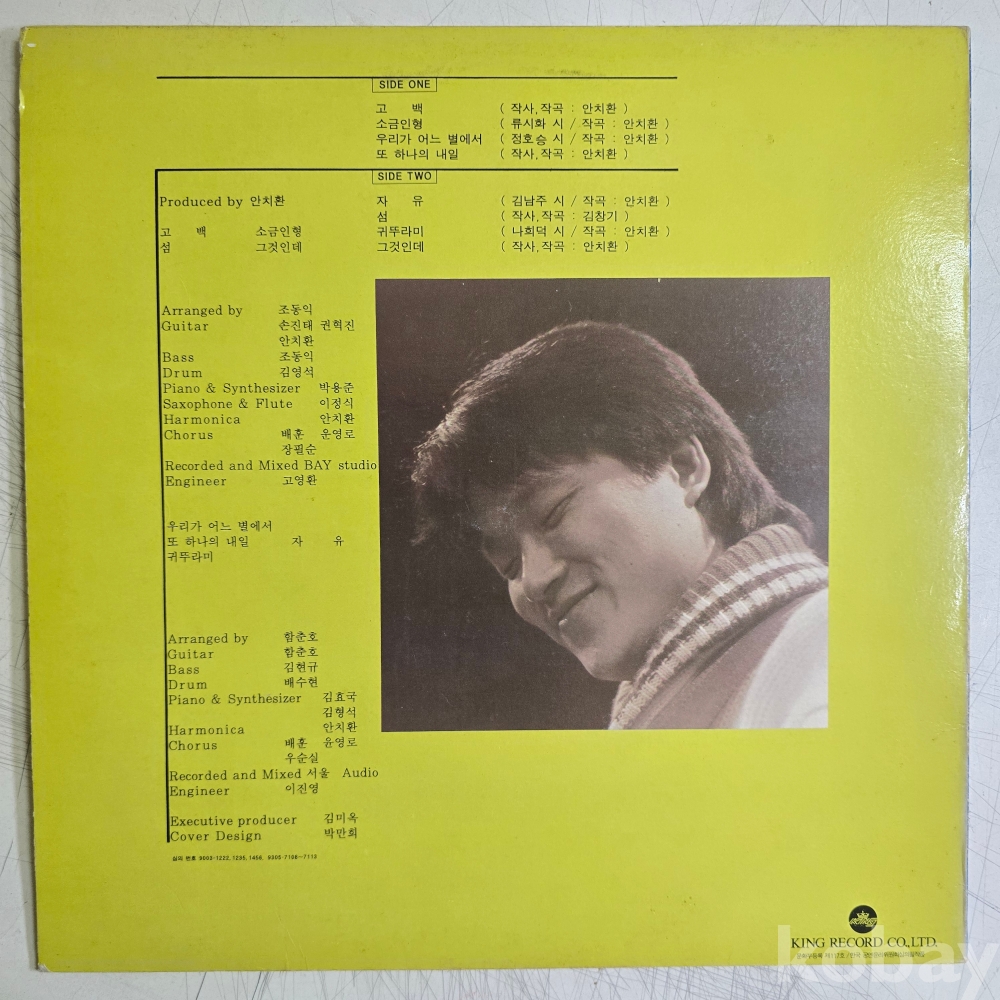 SIDE ONE
고 백 ( 작사,작곡 : 안치환 )
소금인형 ( 류시화 시 / 작곡 : 안치환 )
우리가 어느 별에서 ( 정호승 시 / 작곡 : 안치환 )
또 하나의 내일 ( 작사,작곡 : 안치환 )
SIDE TWO
자 유 ( 김남주 시 / 작곡 : 안치환 )
섬 ( 작사,작곡 : 김창기 )
귀뚜라미 ( 나희덕 시 / 작곡 : 안치환 )
그것인데 ( 작사,작곡 : 안치환 )
Produced by 안치환
고 백 소금인형
섬 그것인데
Arranged by 조동익
Guitar 손진태 권혁진
안치환
Bass 조동익
Drum 김영석
Piano & Synthesizer 박용준
Saxophone & Flute 이정식
Harmonica 안치환
Chorus 배훈 윤영로
장필순
Recorded and Mixed BAY studio
Engineer 고영환
우리가 어느 별에서
또 하나의 내일 자 유
귀뚜라미
Arranged by 함춘호
Guitar 함춘호
Bass 김현규
Drum 배수현
Piano & Synthesizer 김효국
김형석
Harmonica 안치환
Chorus 배훈 윤영로
우순실
Recorded and Mixed 서울 Audio
Engineer 이진영
Executive producer 김미옥
Cover Design 박만희
심의 번호 9003-1222, 1235, 1456, 9305-7108-7113
KING RECORD CO.,LTD.
kobay